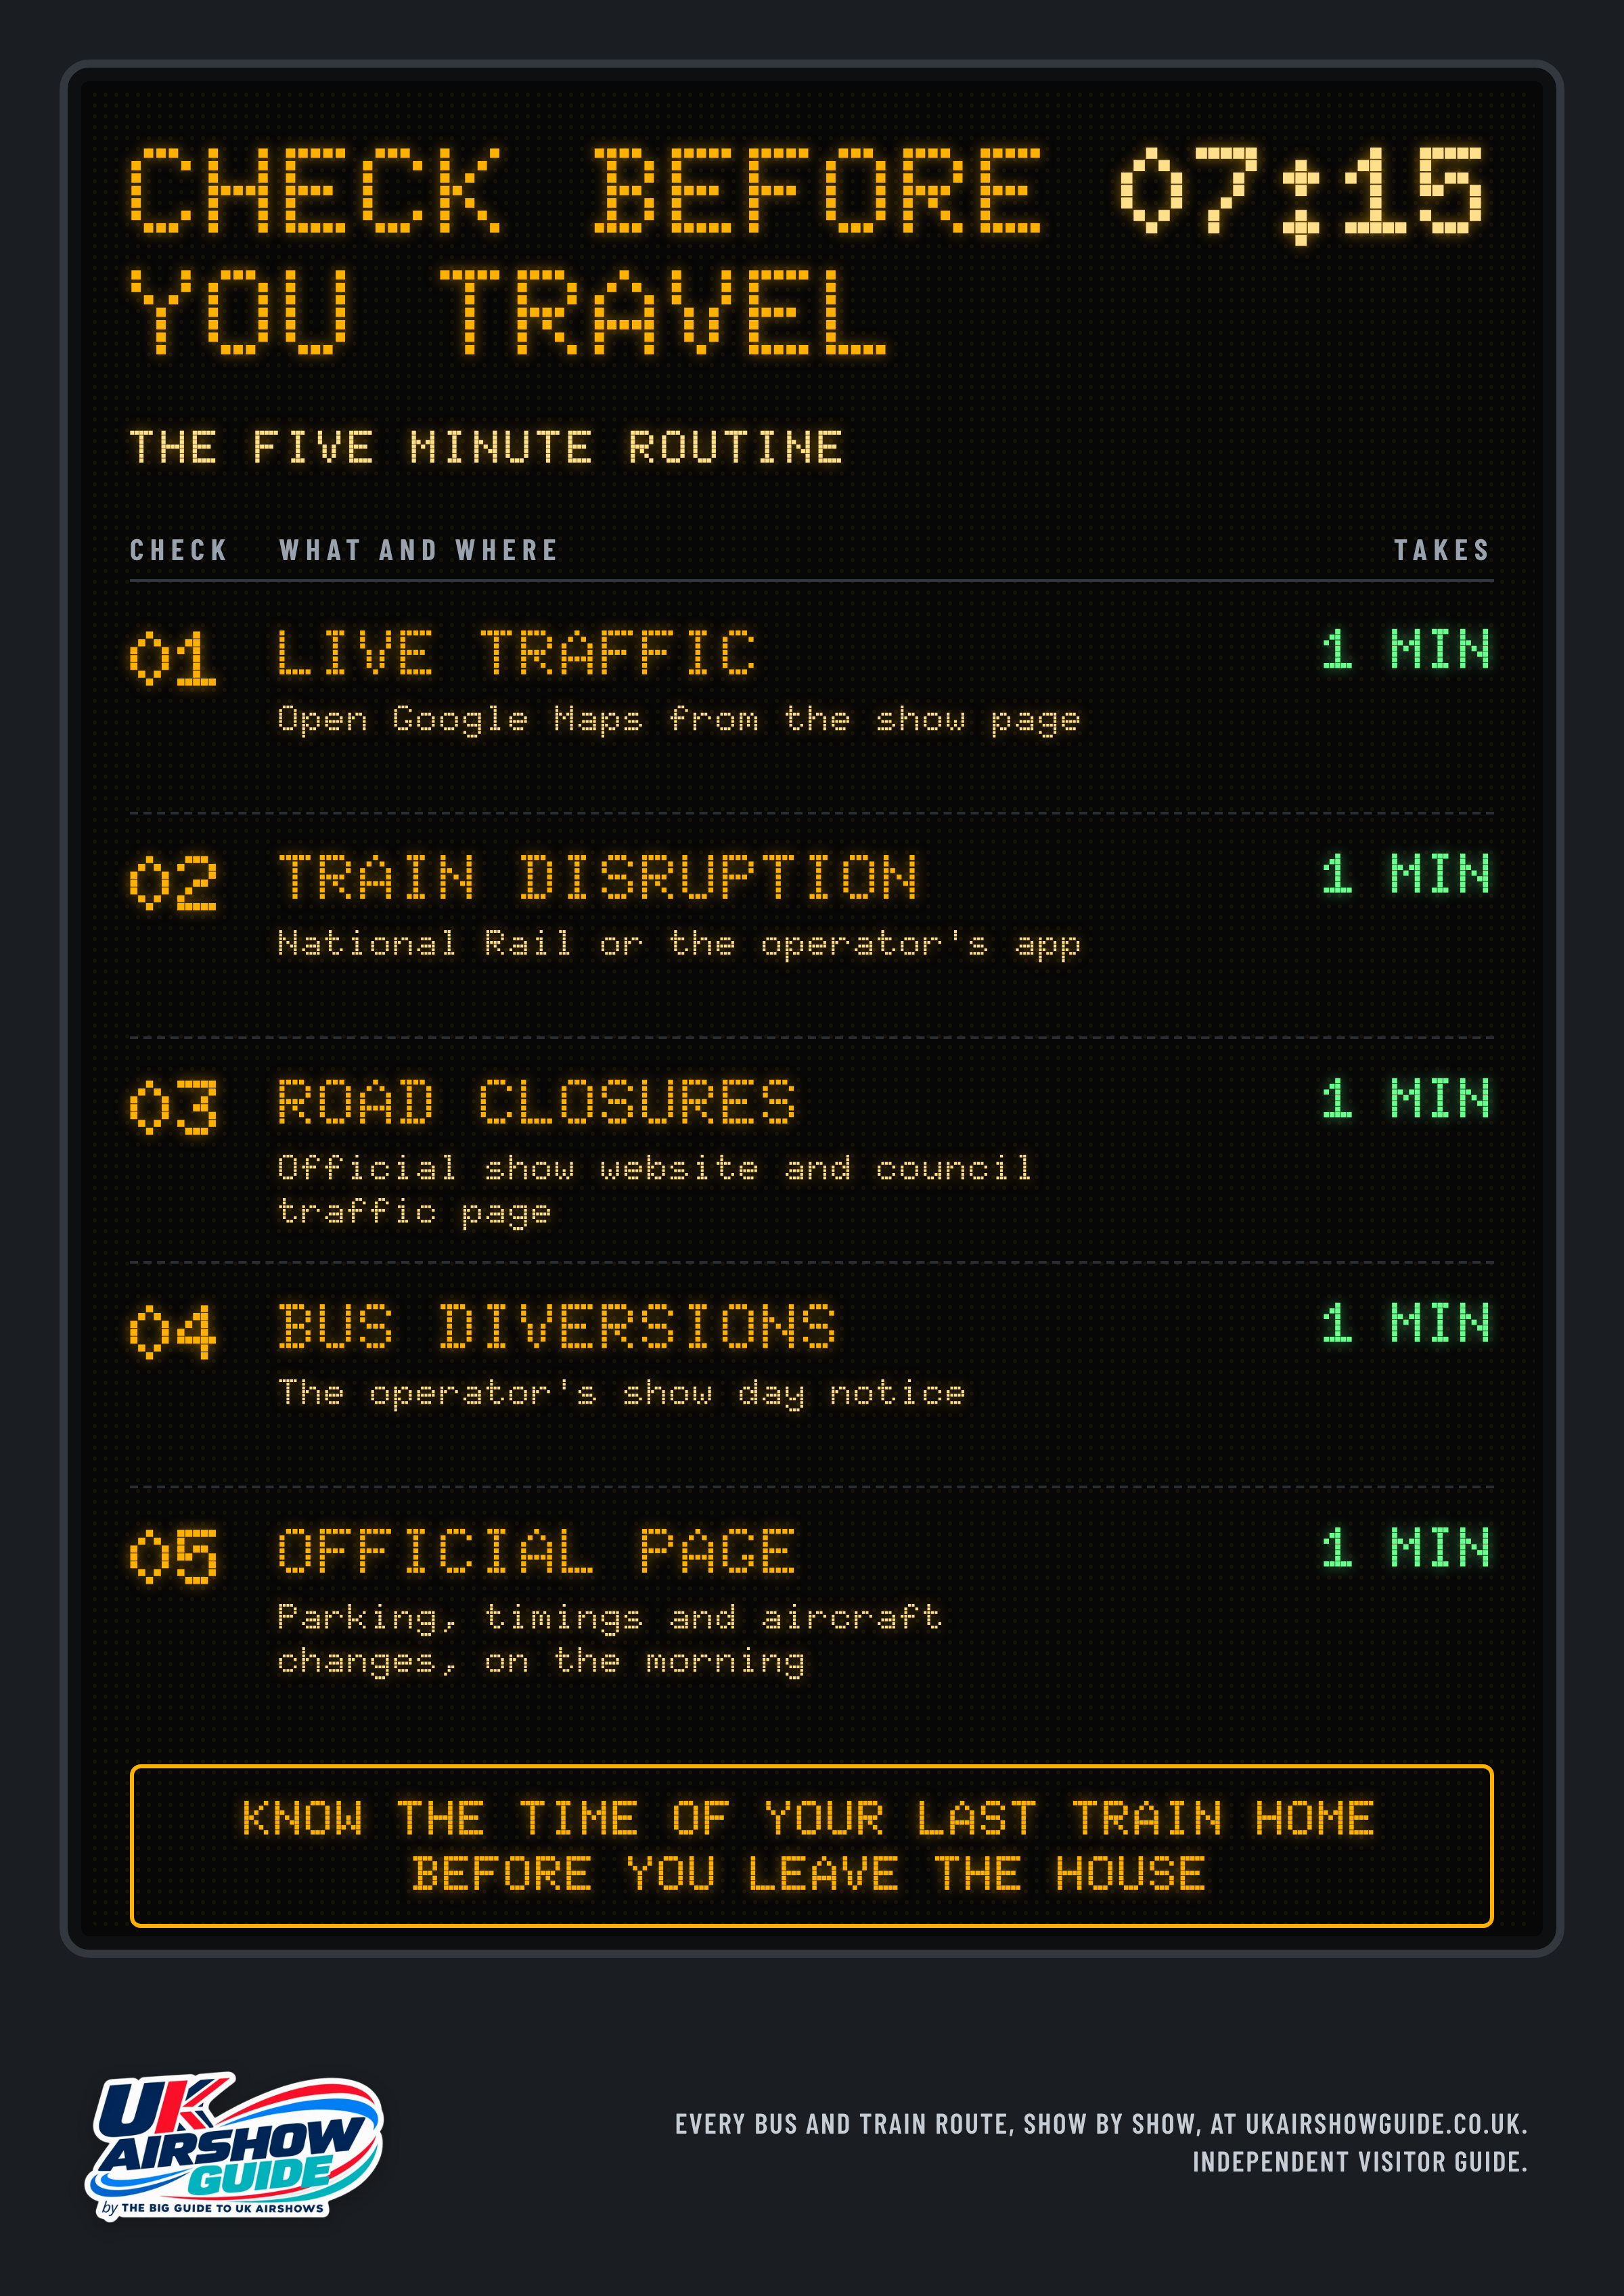 CHECK BEFORE 07:15
YOU TRAVEL
THE FIVE MINUTE ROUTINE
CHECK WHAT AND WHERE TAKES
01 LIVE TRAFFIC 1 MIN
Open Google Maps from the show page
02 TRAIN DISRUPTION 1 MIN
National Rail or the operator's app
03 ROAD CLOSURES 1 MIN
Official show website and council
traffic page
04 BUS DIVERSIONS 1 MIN
The operator's show day notice
05 OFFICIAL PAGE 1 MIN
Parking, timings and aircraft
changes, on the morning
KNOW THE TIME OF YOUR LAST TRAIN HOME
BEFORE YOU LEAVE THE HOUSE
UK
AIRSHOW
GUIDE
by THE BIG GUIDE TO UK AIRSHOWS
EVERY BUS AND TRAIN ROUTE, SHOW BY SHOW, AT UKAIRSHOWGUIDE.CO.UK.
INDEPENDENT VISITOR GUIDE.